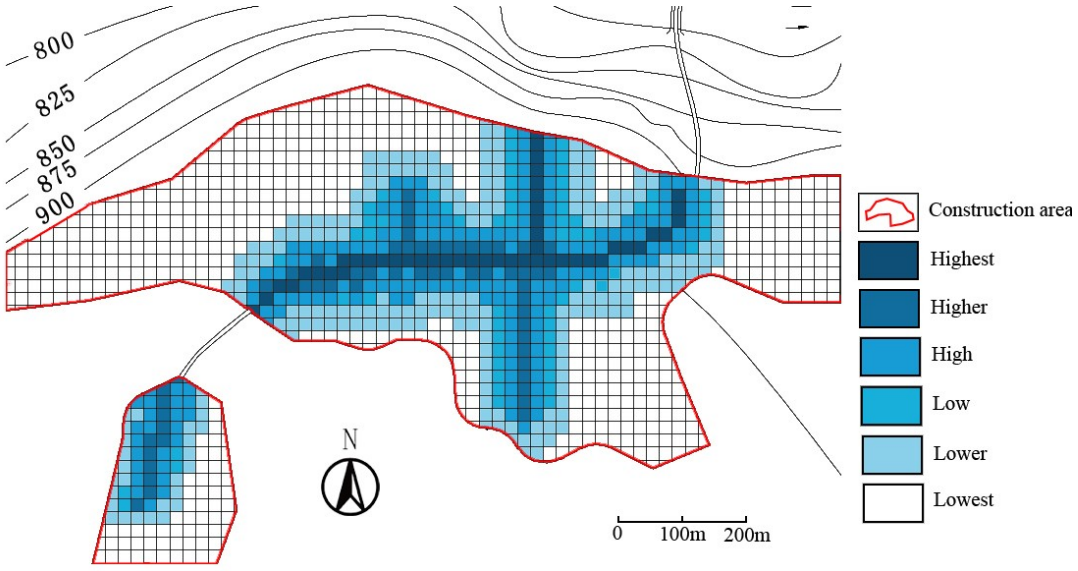 800
825
850
875
900
Construction area
Highest
Higher
High
Low
Lower
Lowest
N
0 100m 200m